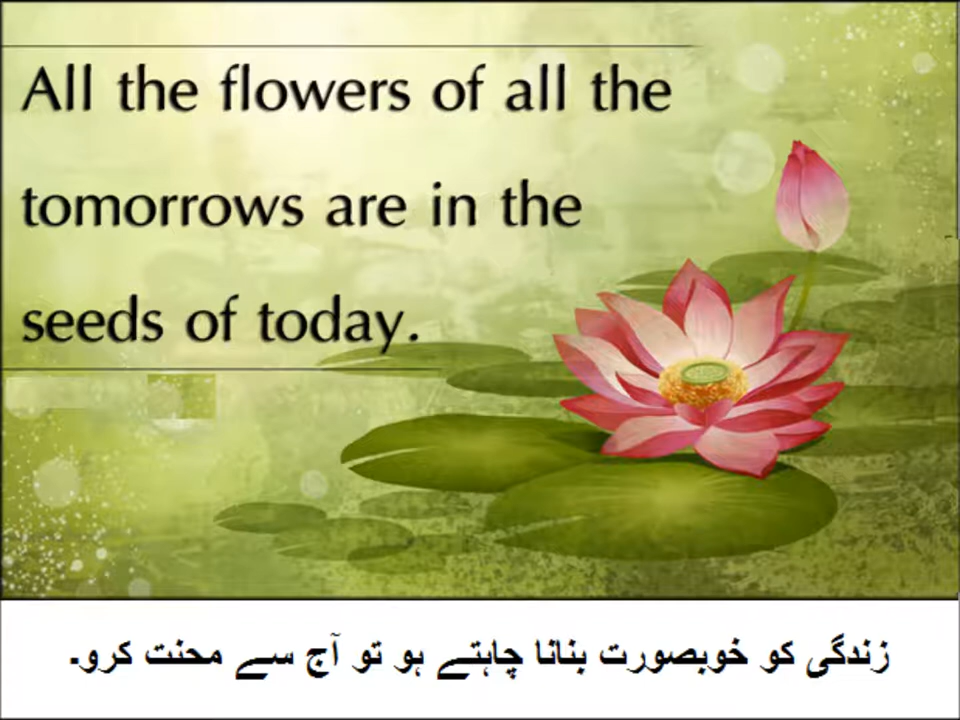 All the flowers of all the
tomorrows are in the
seeds of today.
زندگی کو خوبصورت بنانا چاہتے ہو تو آج سے محنت کرو۔